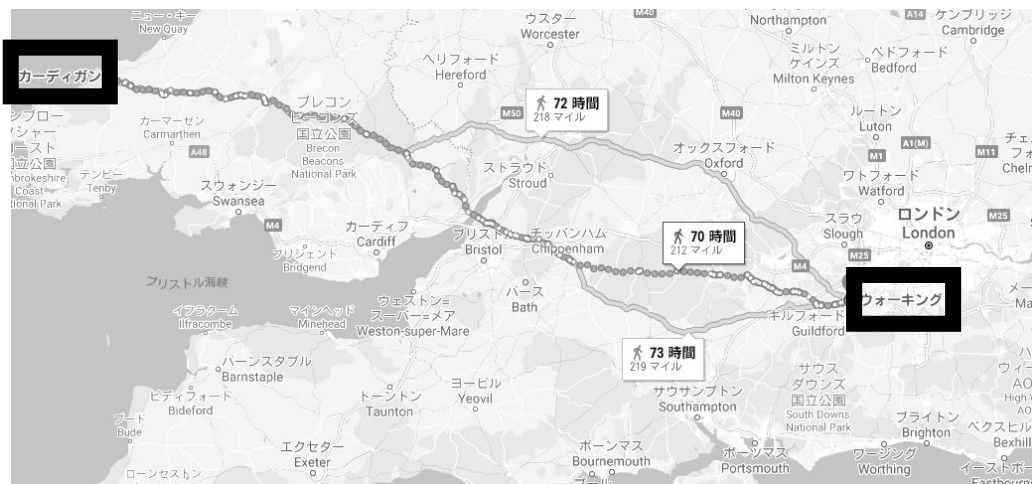 ニュー・キー
New Quay
ウスター
Worcester
M40
Northampton
A14
ケンブリッジ
Cambridge
カーディガン
ヘリフォード
Hereford
ミルトン
ケインズ
Milton Keynes
ベドフォード
Bedford
カーマーゼン
Carmarthen
ブレコン
ビーコンズ
国立公園
Brecon
Beacons
National Park
M50
72 時間
218 マイル
M40
ルートン
Luton
A1(M)
A48
ストラウド
Stroud
オックスフォード
Oxford
M1
M11
テンビー
Tenby
Coast
スウォンジー
Swansea
ワトフォード
Watford
M4
カーディフ
Cardiff
Bristol
チッパンハム
Chippenham
70 時間
212 マイル
スラウ
Slough
ロンドン
London
M25
ブリジェンド
Bridgend
M4
M25
ブリストル海峡
バース
Bath
ウォーキング
イフラクーム
Ilfracombe
マインヘッド
Minehead
ウェストン=
スーパー=メア
Weston-super-Mare
ギルフォード
Guildford
73 時間
219 マイル
バーンスタプル
Barnstaple
サウス
ダウンズ
国立公園
South Downs
National Park
ビディフォード
Bideford
トーントン
Taunton
ヨービル
Yeovil
サウサンプトン
Southampton
ブード
Bude
ブライトン
Brighton
エクセター
Exeter
ボーンマス
Bournemouth
ポーツマス
Portsmouth
ワージング
Worthing
ローンセストン